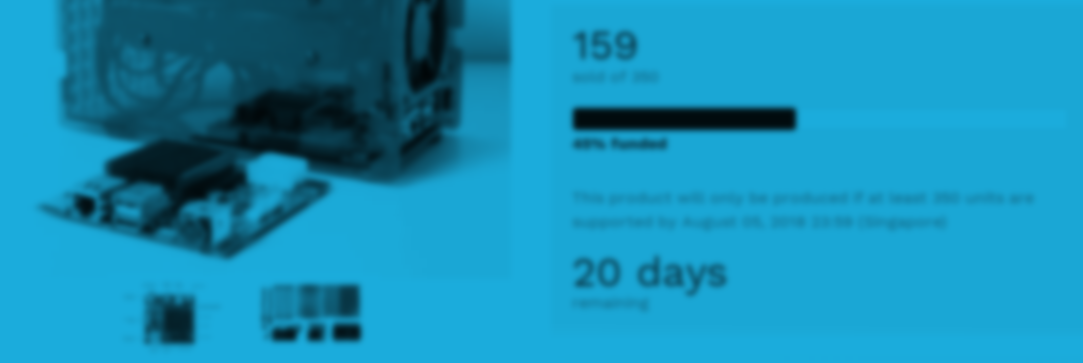 159
sold of 350
45% funded
This product will only be produced if at least 350 units are
supported by August 05, 2016 23:59 (Singapore)
20 days
remaining